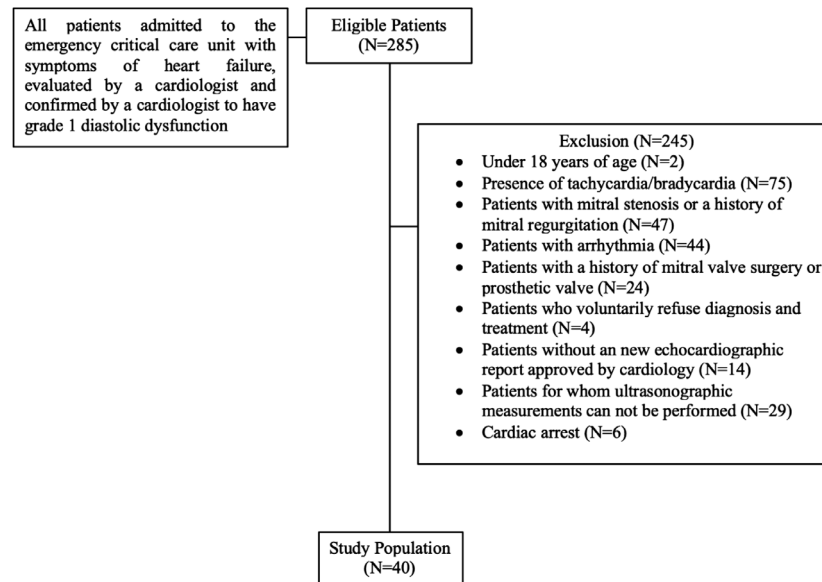 All patients admitted to the
emergency critical care unit with
symptoms of heart failure,
evaluated by a cardiologist and
confirmed by a cardiologist to have
grade 1 diastolic dysfunction
Eligible Patients
(N=285)
Exclusion (N=245)
• Under 18 years of age (N=2)
• Presence of tachycardia/bradycardia (N=75)
• Patients with mitral stenosis or a history of
mitral regurgitation (N=47)
• Patients with arrhythmia (N=44)
• Patients with a history of mitral valve surgery or
prosthetic valve (N=24)
• Patients who voluntarily refuse diagnosis and
treatment (N=4)
• Patients without an new echocardiographic
report approved by cardiology (N=14)
• Patients for whom ultrasonographic
measurements can not be performed (N=29)
• Cardiac arrest (N=6)
Study Population
(N=40)